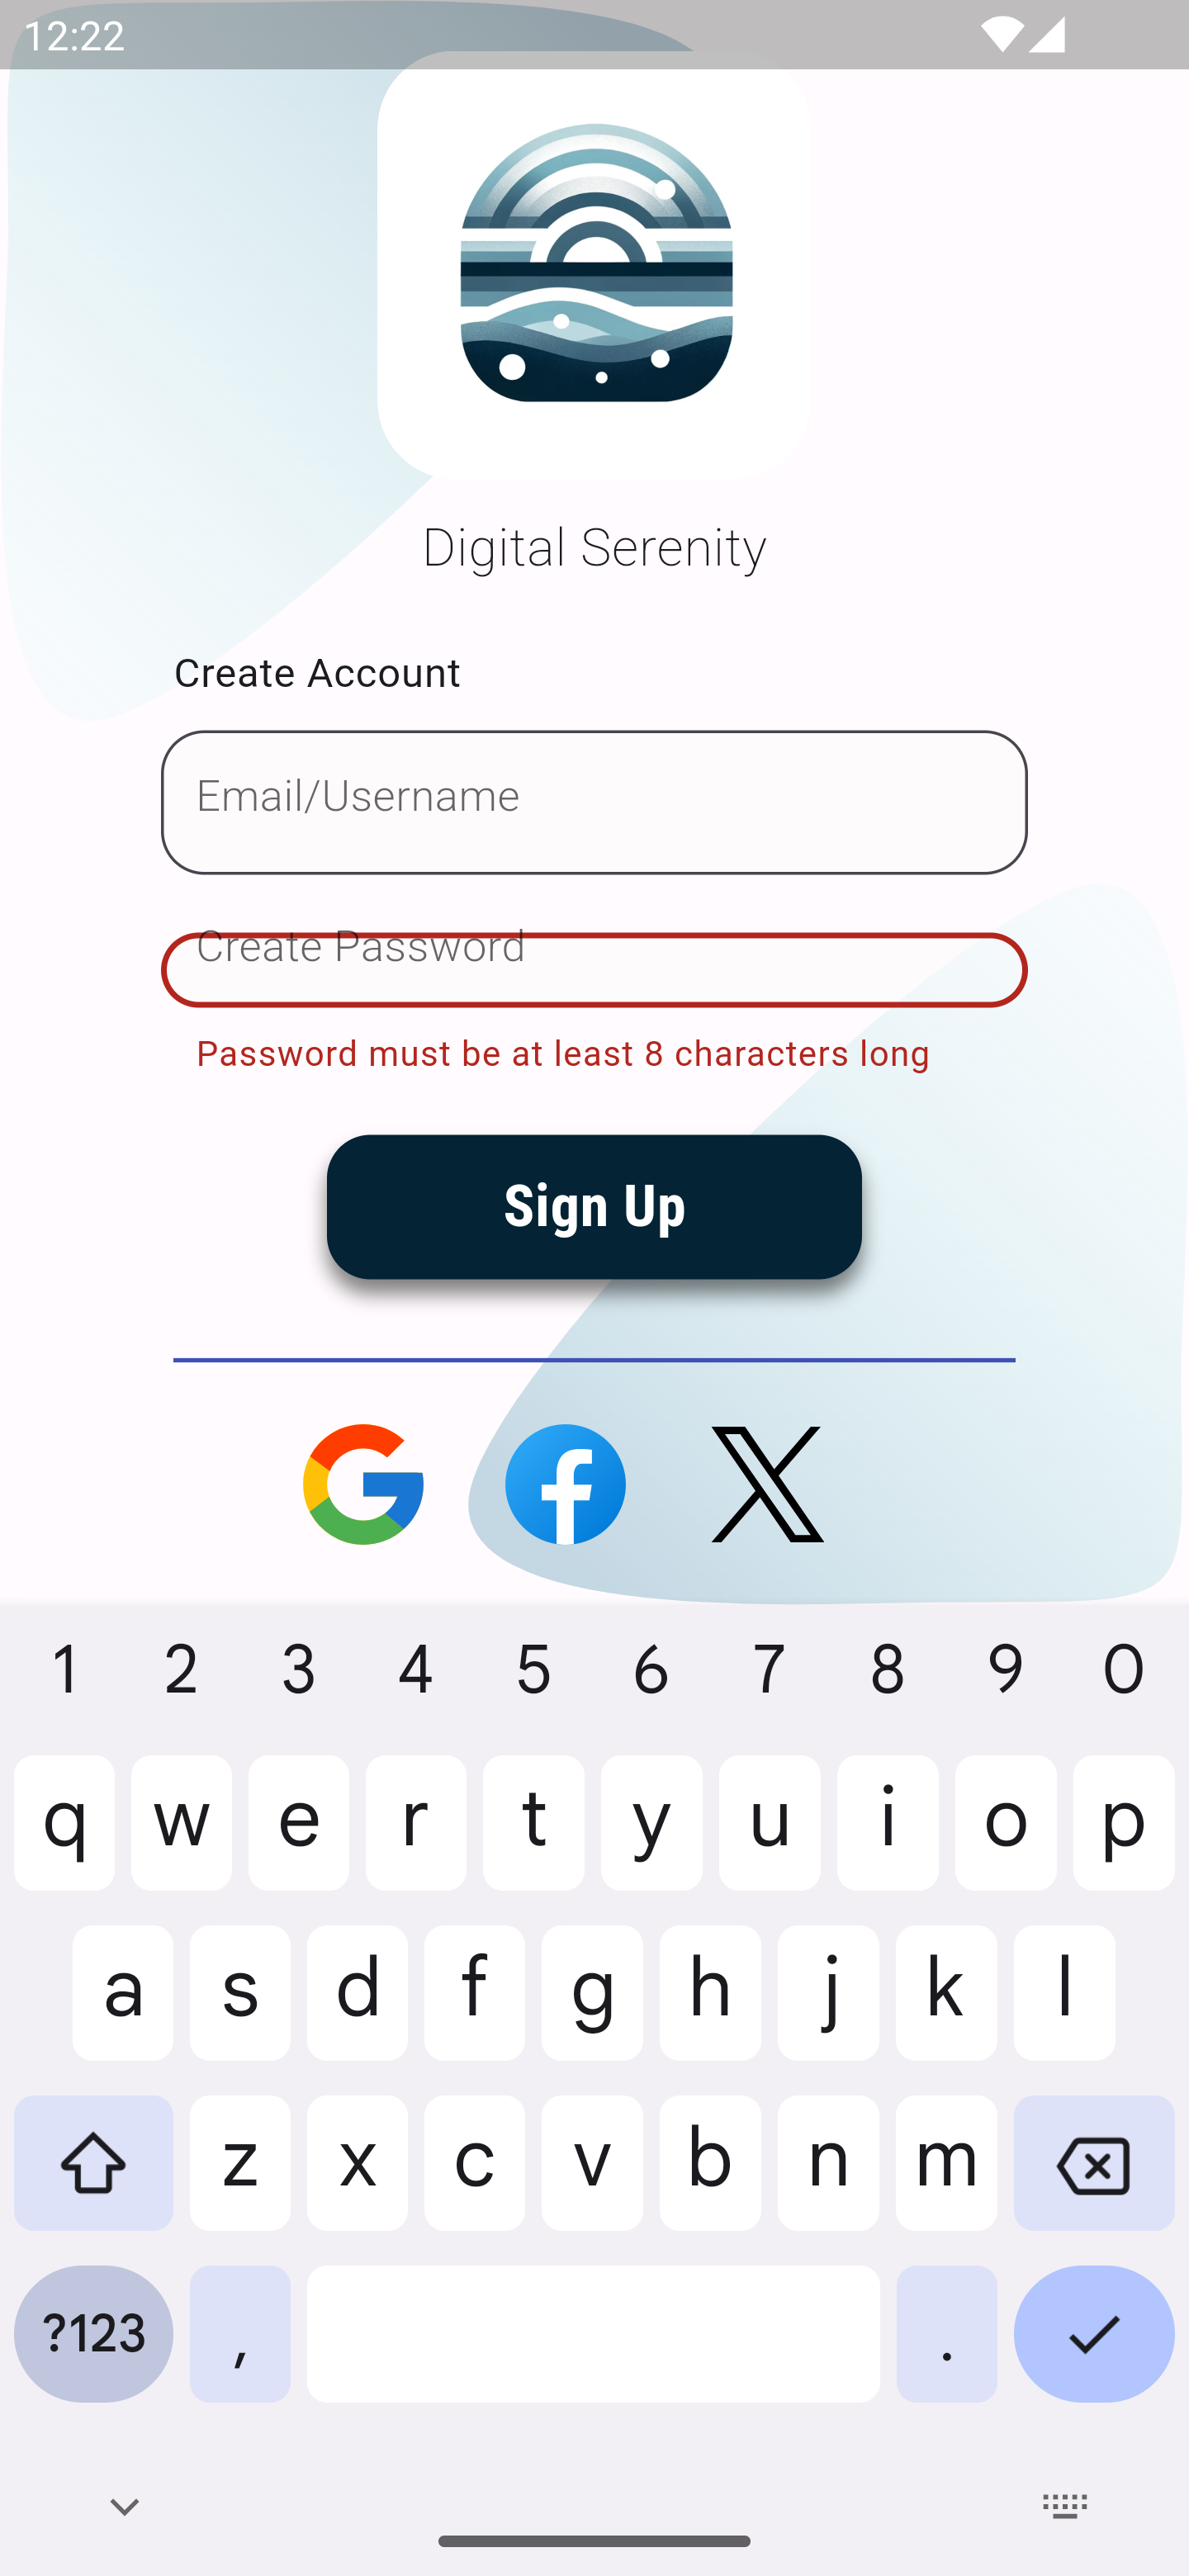 12:22
Digital Serenity
Create Account
Email/Username
Create Password
Password must be at least 8 characters long
Sign Up
1 2 3 4 5 6 7 8 9 0
q w e r t y u i o p
a s d f g h j k l
z x c v b n m
?123 , .